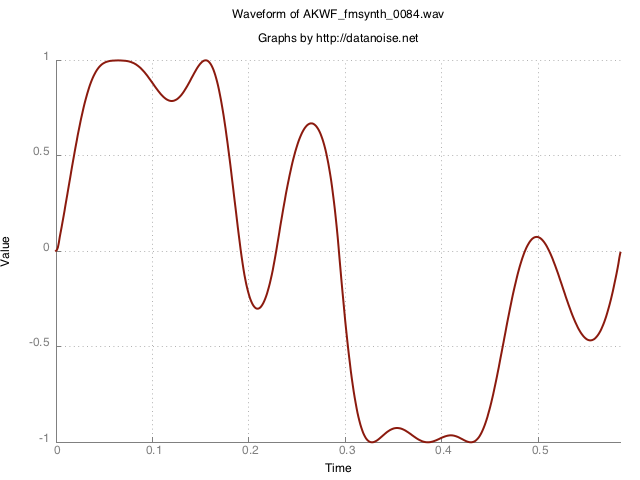 Waveform of AKWF_fmsynth_0084.wav
Graphs by http://datanoise.net
1
0.5
0
-0.5
-1
Value
0
0.1
0.2
0.3
0.4
0.5
Time